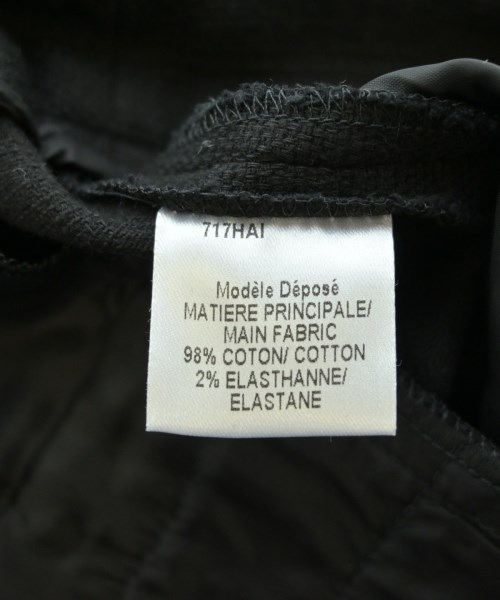 717HAI
Modèle Déposé
MATIERE PRINCIPALE/
MAIN FABRIC
98% COTON/ COTTON
2% ELASTHANNE/
ELASTANE